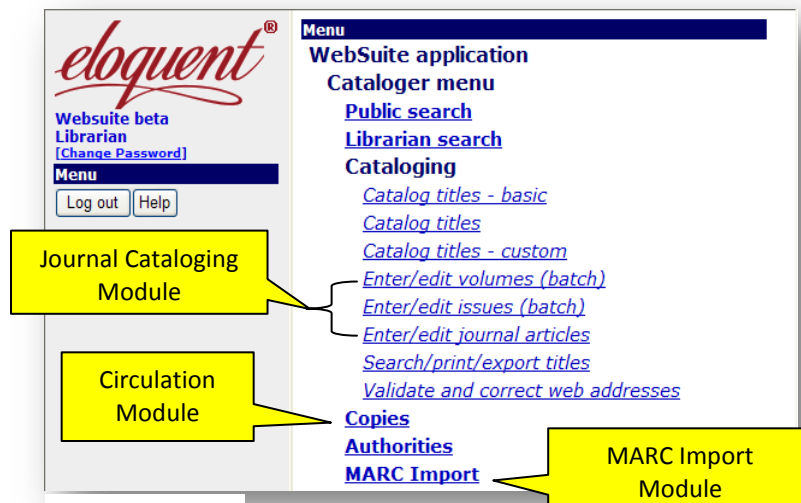 eloquent®
Websuite beta
Librarian
[Change Password]
Menu
Log out Help
Menu
WebSuite application
Cataloger menu
Public search
Librarian search
Cataloging
Catalog titles - basic
Catalog titles
Catalog titles - custom
Enter/edit volumes (batch)
Enter/edit issues (batch)
Enter/edit journal articles
Search/print/export titles
Validate and correct web addresses
Copies
Authorities
MARC Import
Journal Cataloging
Module
Circulation
Module
MARC Import
Module